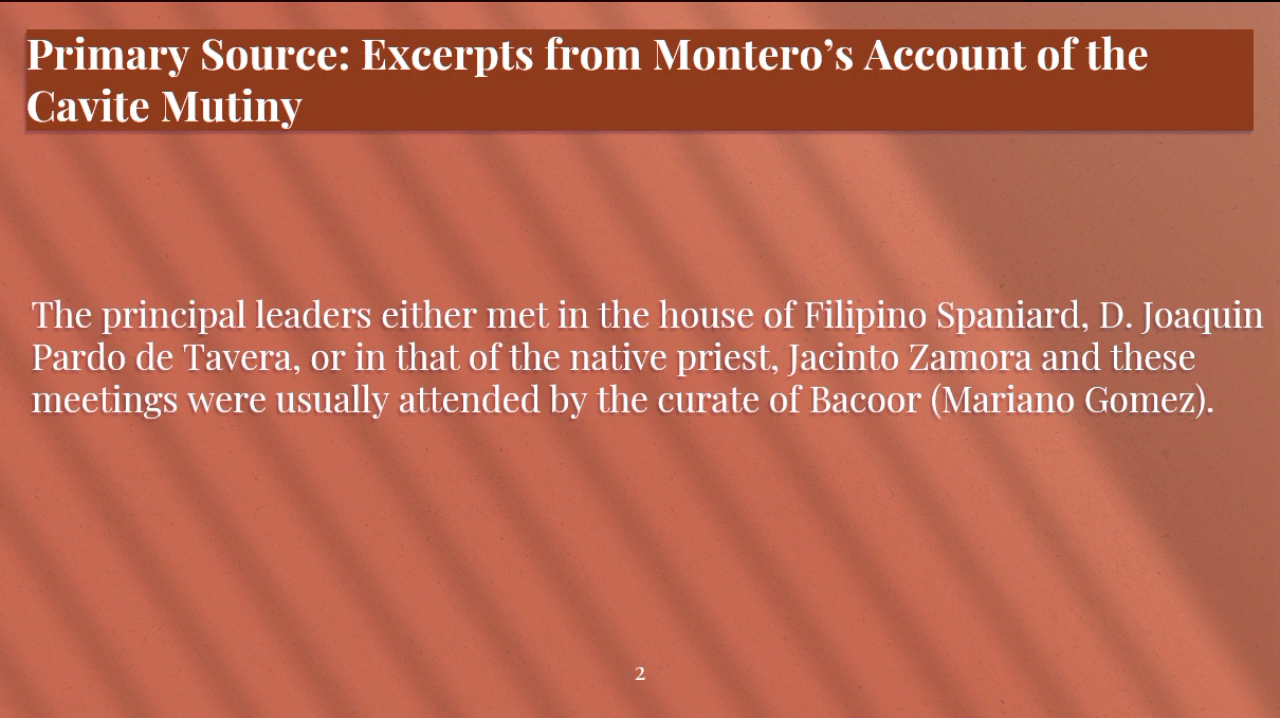 Primary Source: Excerpts from Montero’s Account of the
Cavite Mutiny
The principal leaders either met in the house of Filipino Spaniard, D. Joaquin
Pardo de Tavera, or in that of the native priest, Jacinto Zamora and these
meetings were usually attended by the curate of Bacoor (Mariano Gomez).
2